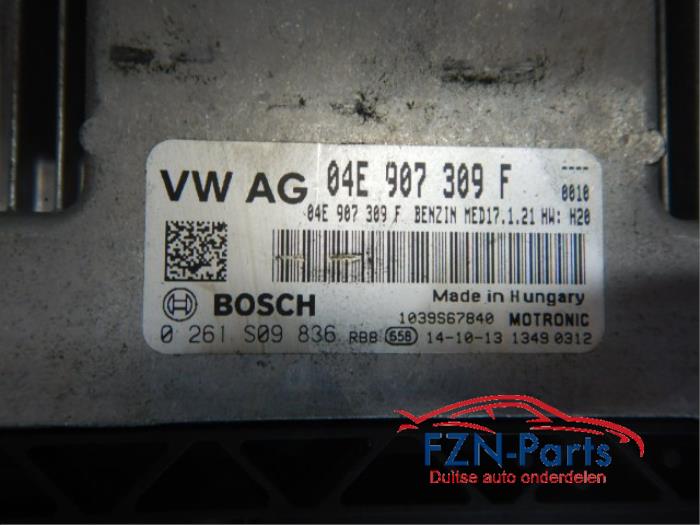 VW AG 04E 907 309 F ----
0010
04E 907 309 F BENZIN MED17.1.21 HW: H20
BOSCH
Made in Hungary
1039S67840 MOTRONIC
0 261 S09 836 RBB 658 14-10-13 1349 0312
FZN-Parts
Duitse auto onderdelen